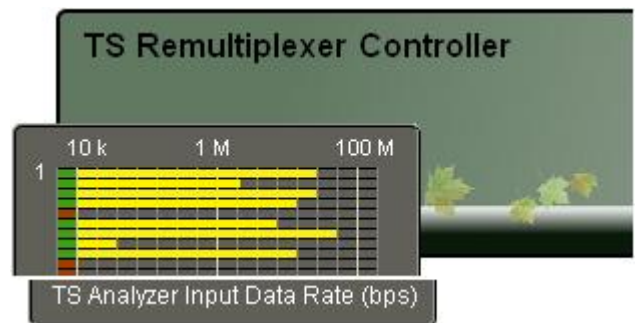 TS Remultiplexer Controller
10 k 1 M 100 M
1
TS Analyzer Input Data Rate (bps)